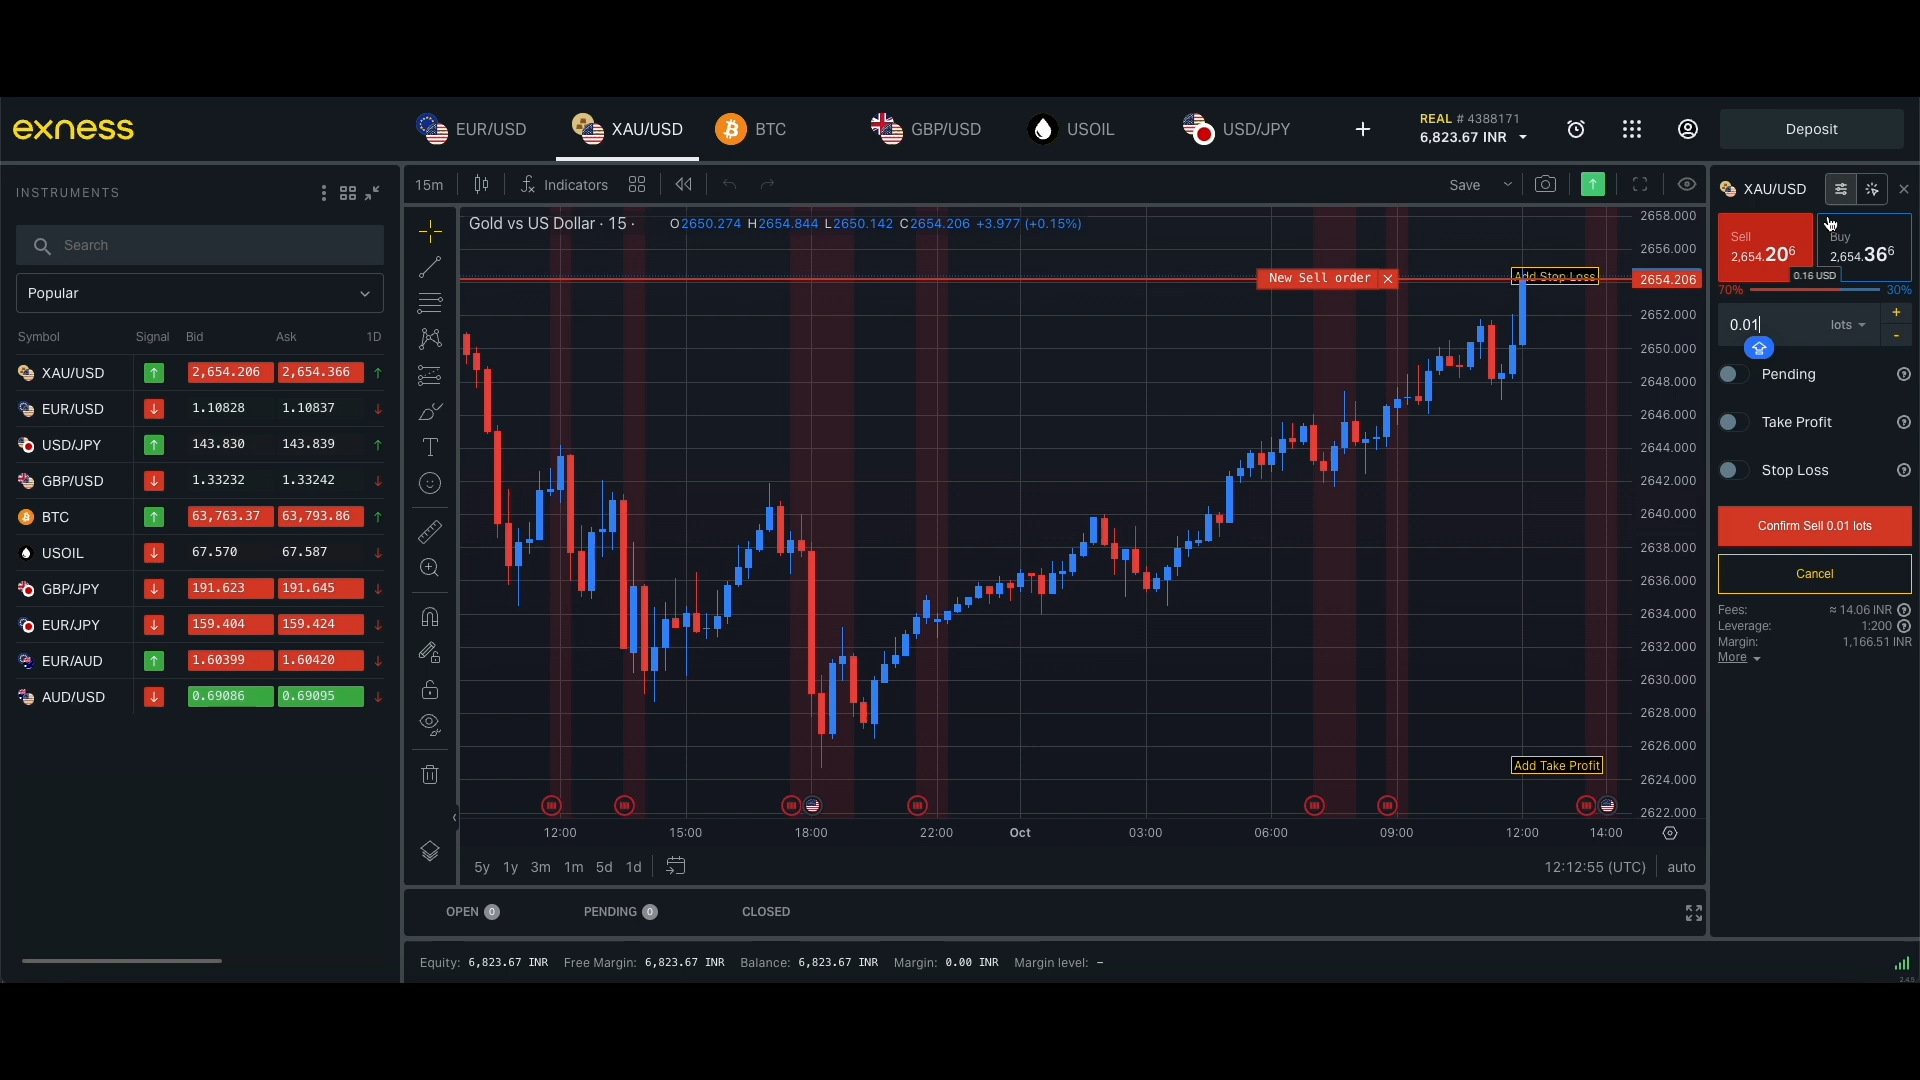 exness
EUR/USD
XAU/USD
BTC
GBP/USD
USOIL
USD/JPY
+
REAL # 4388171
6,823.67 INR
Deposit
INSTRUMENTS
Search
Popular
Symbol Signal Bid Ask 1D
XAU/USD ↑ 2,654.206 2,654.366 ↑
EUR/USD ↓ 1.10828 1.10837 ↓
USD/JPY ↑ 143.830 143.839 ↑
GBP/USD ↓ 1.33232 1.33242 ↓
BTC ↑ 63,763.37 63,793.86 ↑
USOIL ↓ 67.570 67.587 ↓
GBP/JPY ↓ 191.623 191.645 ↓
EUR/JPY ↓ 159.404 159.424 ↓
EUR/AUD ↑ 1.60399 1.60420 ↓
AUD/USD ↓ 0.69086 0.69095 ↓
15m
Indicators
Save
Gold vs US Dollar · 15 ·
O2650.274 H2654.844 L2650.142 C2654.206 +3.977 (+0.15%)
New Sell order ×
Add Stop Loss
Add Take Profit
2658.000
2656.000
2654.206
2652.000
2650.000
2648.000
2646.000
2644.000
2642.000
2640.000
2638.000
2636.000
2634.000
2632.000
2630.000
2628.000
2626.000
2624.000
2622.000
12:00 15:00 18:00 22:00 Oct 03:00 06:00 09:00 12:00 14:00
5y 1y 3m 1m 5d 1d
12:12:55 (UTC) auto
OPEN 0
PENDING 0
CLOSED
Equity: 6,823.67 INR Free Margin: 6,823.67 INR Balance: 6,823.67 INR Margin: 0.00 INR Margin level: –
XAU/USD
Sell
2,654.206
Buy
2,654.366
0.16 USD
70% 30%
0.01 lots
+
-
Pending
Take Profit
Stop Loss
Confirm Sell 0.01 lots
Cancel
Fees: ≈ 14.06 INR
Leverage: 1:200
Margin: 1,166.51 INR
More